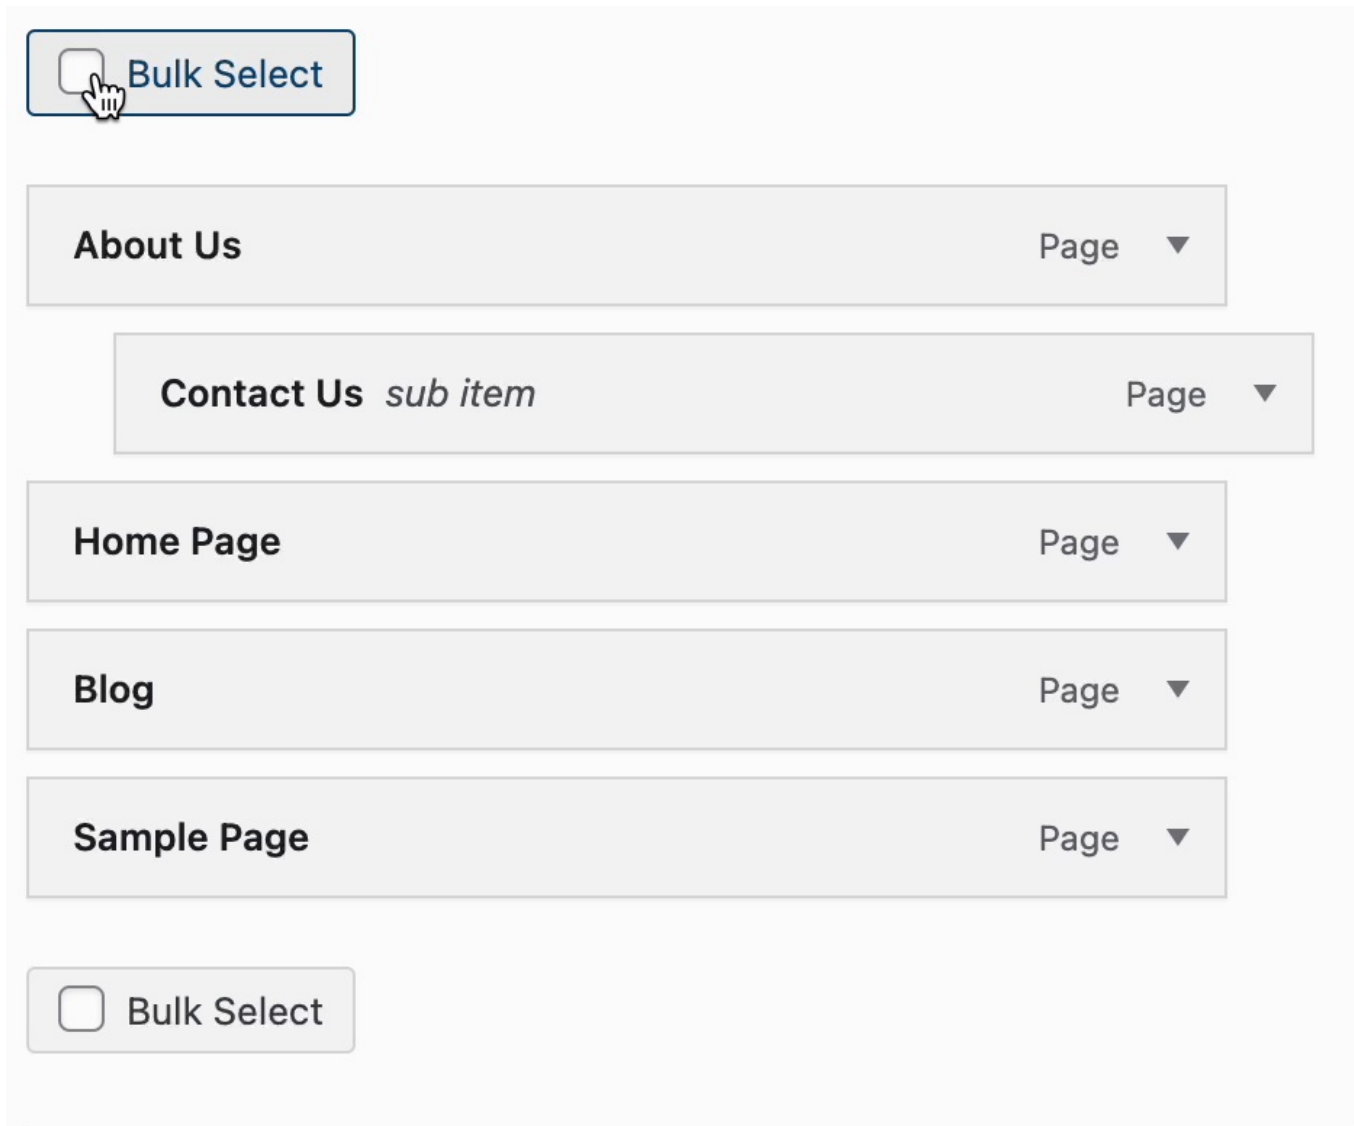 Bulk Select
About Us Page
Contact Us sub item Page
Home Page Page
Blog Page
Sample Page Page
Bulk Select